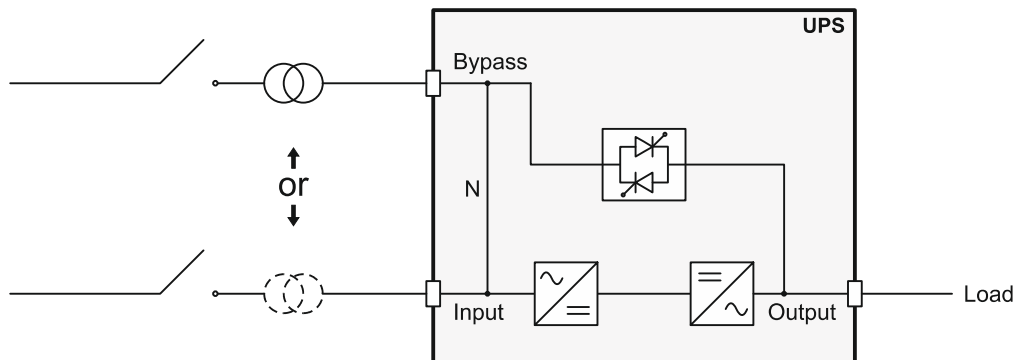 UPS
Bypass
or
N
Input
Output
Load